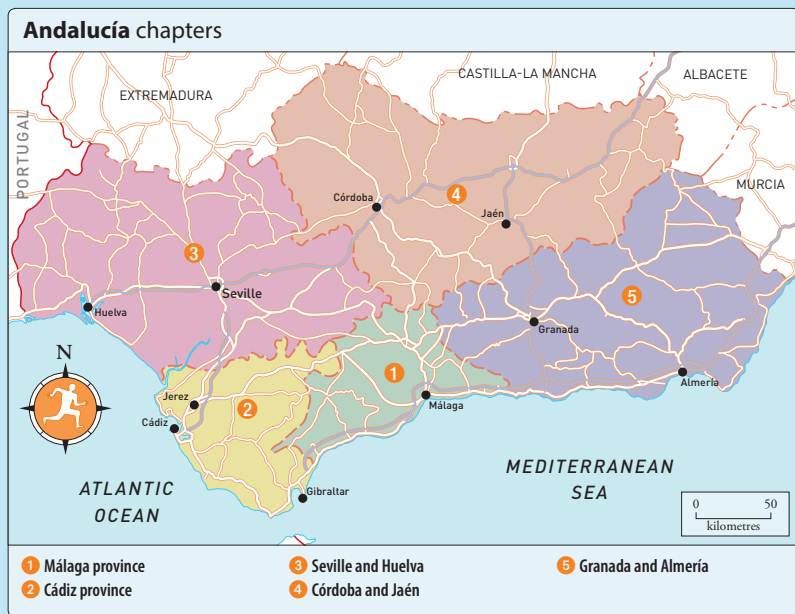 Andalucía chapters
CASTILLA-LA MANCHA
ALBACETE
EXTREMADURA
PORTUGAL
MURCIA
Córdoba
4
Jaén
3
Seville
5
Huelva
Granada
N
1
Almería
Jerez
2
Málaga
Cádiz
MEDITERRANEAN
SEA
ATLANTIC
OCEAN
Gibraltar
0 50
kilometres
1 Málaga province
2 Cádiz province
3 Seville and Huelva
4 Córdoba and Jaén
5 Granada and Almería